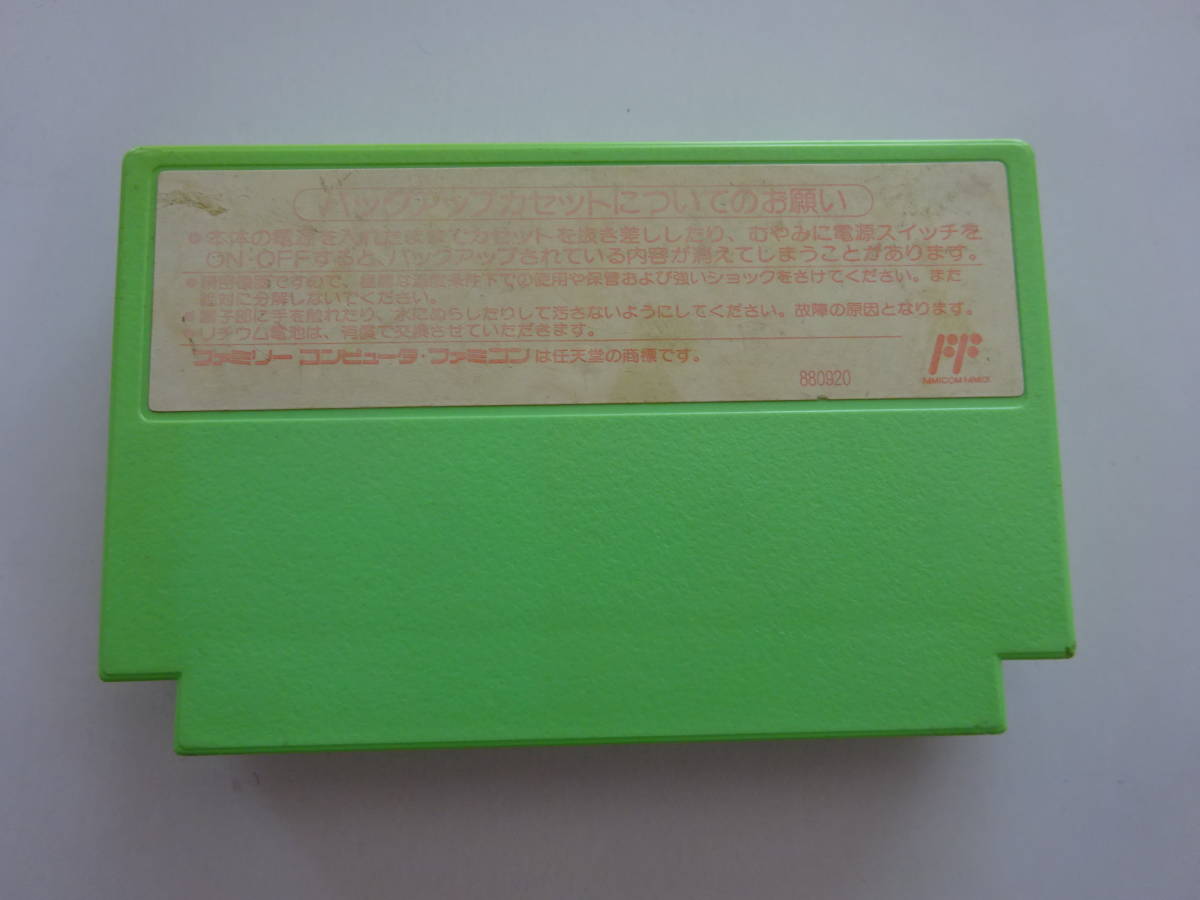 バックアップカセットについてのお願い
●本体の電源を入れたままでカセットを抜き差ししたり、むやみに電源スイッチを
ON・OFFすると、バックアップされている内容が消えてしまうことがあります。
●精密機器ですので、極端な温度条件下での使用や保管および強いショックをさけてください。また
絶対に分解しないでください。
●端子部に手を触れたり、水にぬらしたりして汚さないようにしてください。故障の原因となります。
●リチウム電池は、有償で交換させていただきます。
ファミリーコンピュータ・ファミコンは任天堂の商標です。
880920
FAMICOM FAMILY